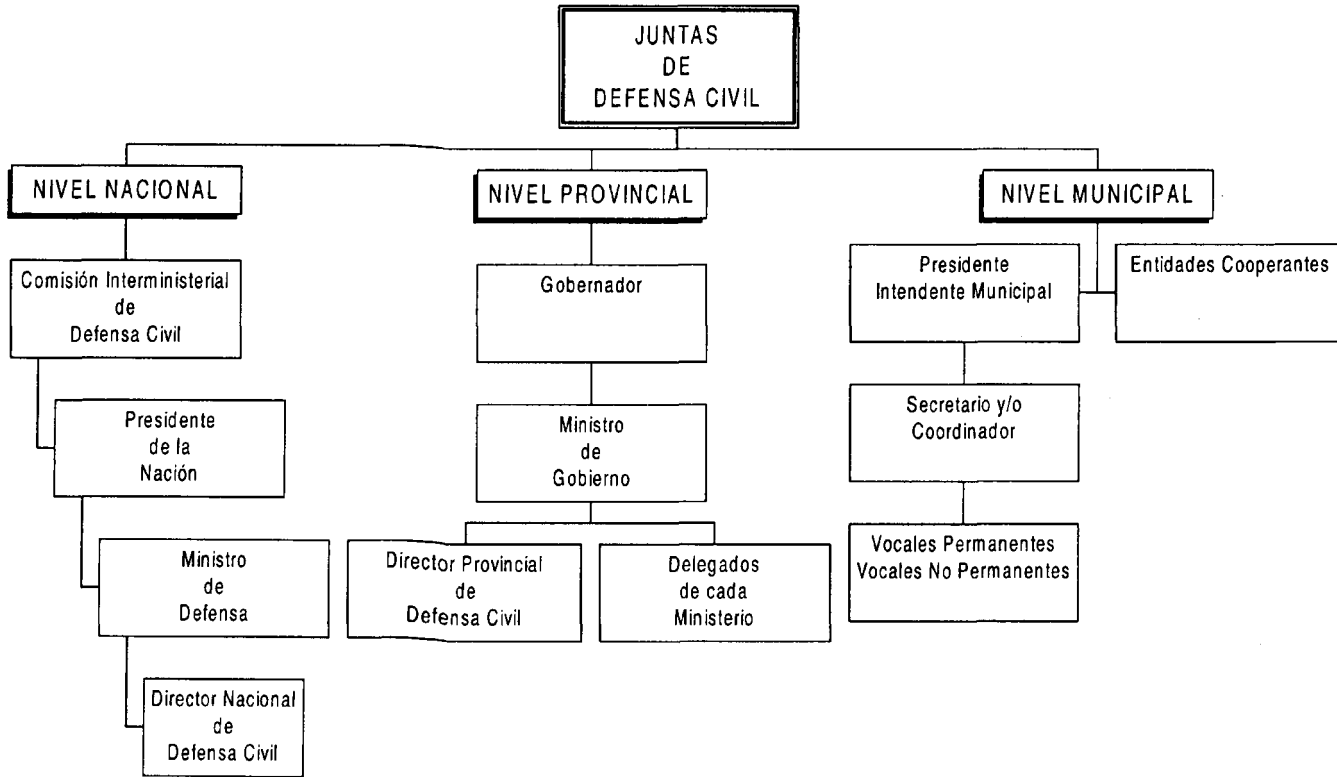 JUNTAS
DE
DEFENSA CIVIL
NIVEL NACIONAL
Comisión Interministerial
de
Defensa Civil
Presidente
de la
Nación
Ministro
de
Defensa
Director Nacional
de
Defensa Civil
NIVEL PROVINCIAL
Gobernador
Ministro
de
Gobierno
Director Provincial
de
Defensa Civil
Delegados
de cada
Ministerio
NIVEL MUNICIPAL
Presidente
Intendente Municipal
Entidades Cooperantes
Secretario y/o
Coordinador
Vocales Permanentes
Vocales No Permanentes